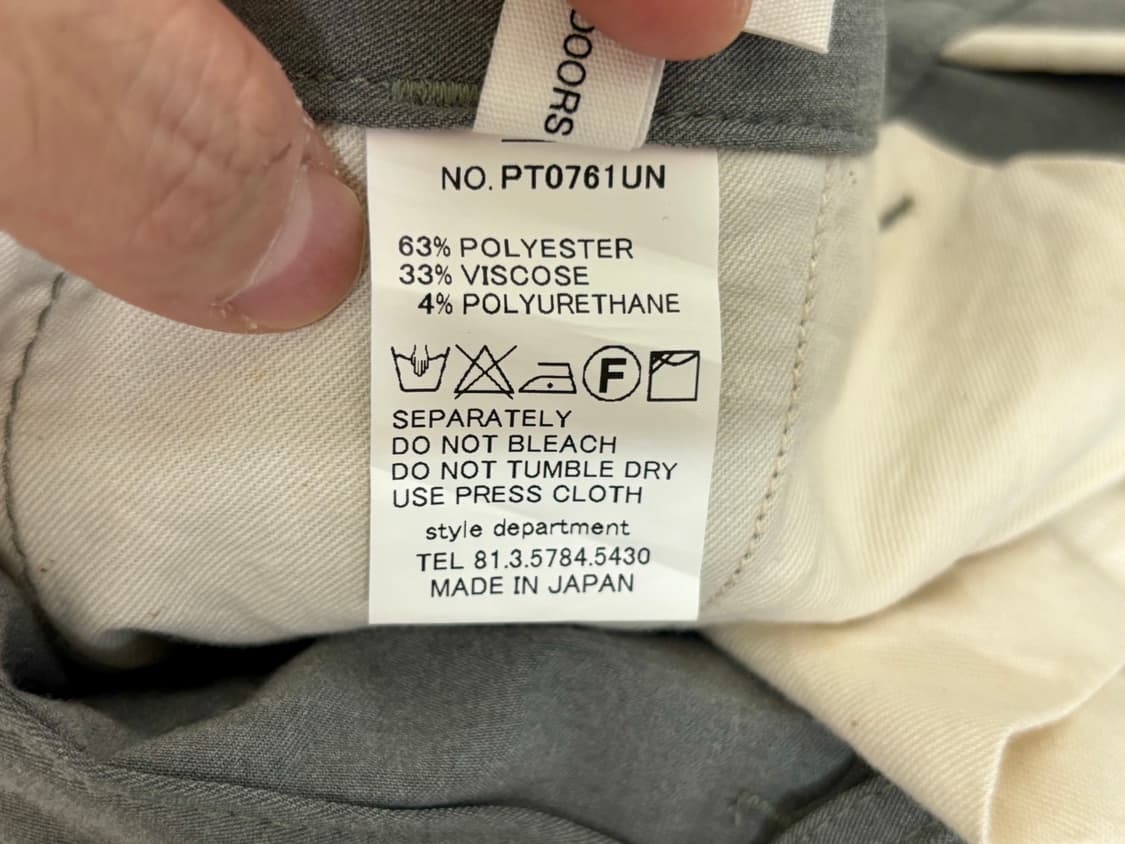 OOORS
NO. PT0761UN
63% POLYESTER
33% VISCOSE
4% POLYURETHANE
F
SEPARATELY
DO NOT BLEACH
DO NOT TUMBLE DRY
USE PRESS CLOTH
style department
TEL 81.3.5784.5430
MADE IN JAPAN